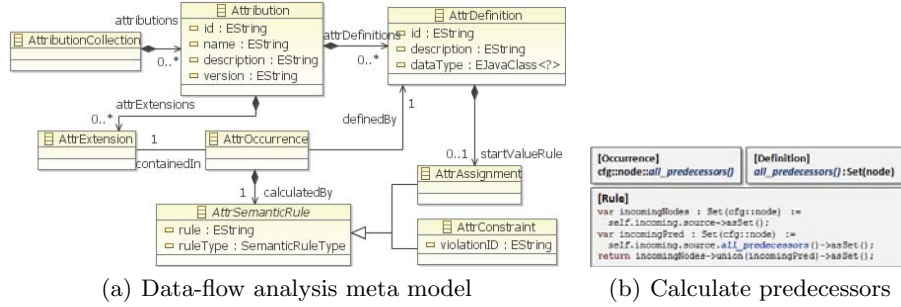 AttributionCollection
attributions
0..*
Attribution
id : EString
name : EString
description : EString
version : EString
attrDefinitions
0..*
AttrDefinition
id : EString
description : EString
dataType : EJavaClass<?>
attrExtensions
0..*
AttrExtension
1
containedIn
AttrOccurrence
definedBy
1
0..1
startValueRule
AttrAssignment
1
calculatedBy
AttrSemanticRule
rule : EString
ruleType : SemanticRuleType
AttrConstraint
violationID : EString
(a) Data-flow analysis meta model
[Occurrence]
cfg::node::all_predecessors()
[Definition]
all_predecessors() : Set(node)
[Rule]
var incomingNodes : Set(cfg::node) :=
self.incoming.source->asSet();
var incomingPred : Set(cfg::node) :=
self.incoming.source.all_predecessors()->asSet();
return incomingNodes->union(incomingPred)->asSet();
(b) Calculate predecessors